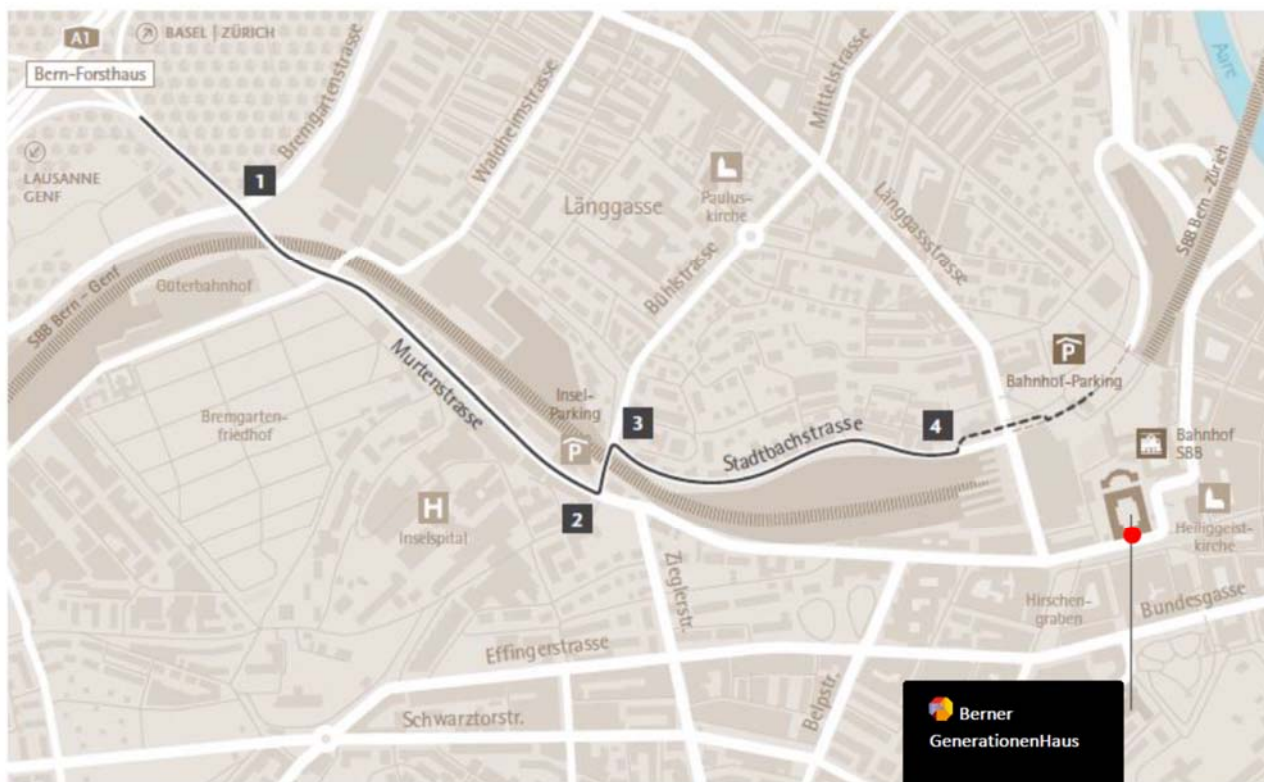 A1
BASEL | ZÜRICH
Bern-Forsthaus
LAUSANNE
GENF
Bremgartenstrasse
1
Waldheimstrasse
Mittelstrasse
Aare
Länggasse
Paulus-
kirche
Länggassstrasse
SBB Bern - Zürich
SBB Bern - Genf
Güterbahnhof
Bühlstrasse
Murtenstrasse
Insel-
Parking
P
P
Bahnhof-Parking
Bremgarten-
friedhof
3
Stadtbachstrasse
4
Bahnhof
SBB
H
Inselspital
2
Heiliggeist-
kirche
Zieglerstr.
Hirschen-
graben
Bundesgasse
Effingerstrasse
Schwarztorstr.
Belpstr.
Berner
GenerationenHaus